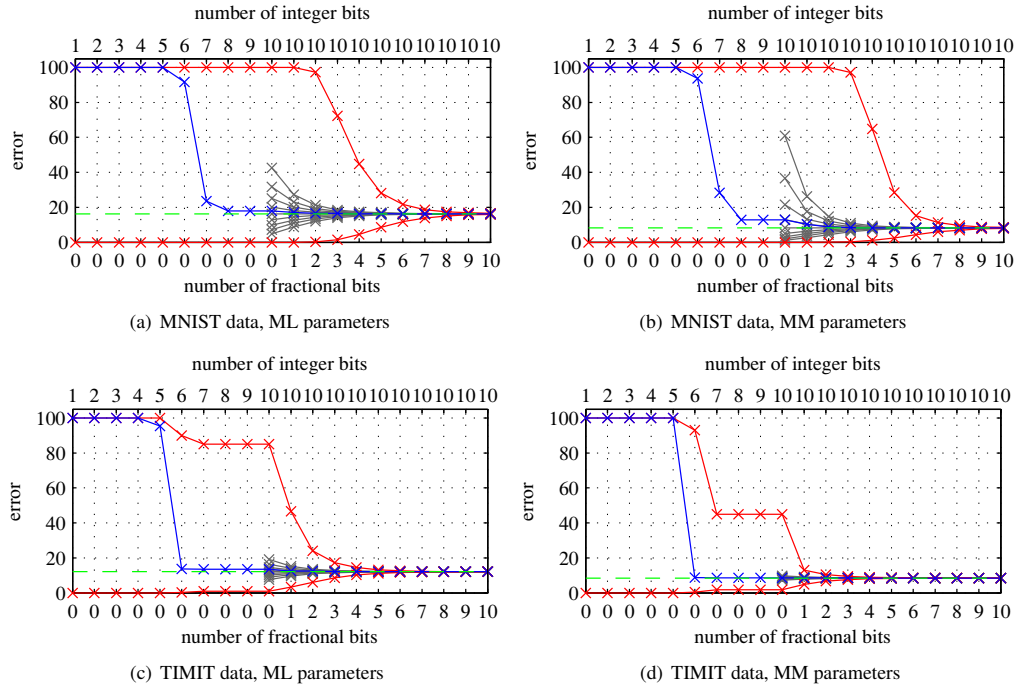 number of integer bits
1 2 3 4 5 6 7 8 9 10 10 10 10 10 10 10 10 10 10 10
100
80
60
40
20
0
error
0 0 0 0 0 0 0 0 0 0 1 2 3 4 5 6 7 8 9 10
number of fractional bits
(a) MNIST data, ML parameters
number of integer bits
1 2 3 4 5 6 7 8 9 10 10 10 10 10 10 10 10 10 10 10
100
80
60
40
20
0
error
0 0 0 0 0 0 0 0 0 0 1 2 3 4 5 6 7 8 9 10
number of fractional bits
(b) MNIST data, MM parameters
number of integer bits
1 2 3 4 5 6 7 8 9 10 10 10 10 10 10 10 10 10 10 10
100
80
60
40
20
0
error
0 0 0 0 0 0 0 0 0 0 1 2 3 4 5 6 7 8 9 10
number of fractional bits
(c) TIMIT data, ML parameters
number of integer bits
1 2 3 4 5 6 7 8 9 10 10 10 10 10 10 10 10 10 10 10
100
80
60
40
20
0
error
0 0 0 0 0 0 0 0 0 0 1 2 3 4 5 6 7 8 9 10
number of fractional bits
(d) TIMIT data, MM parameters